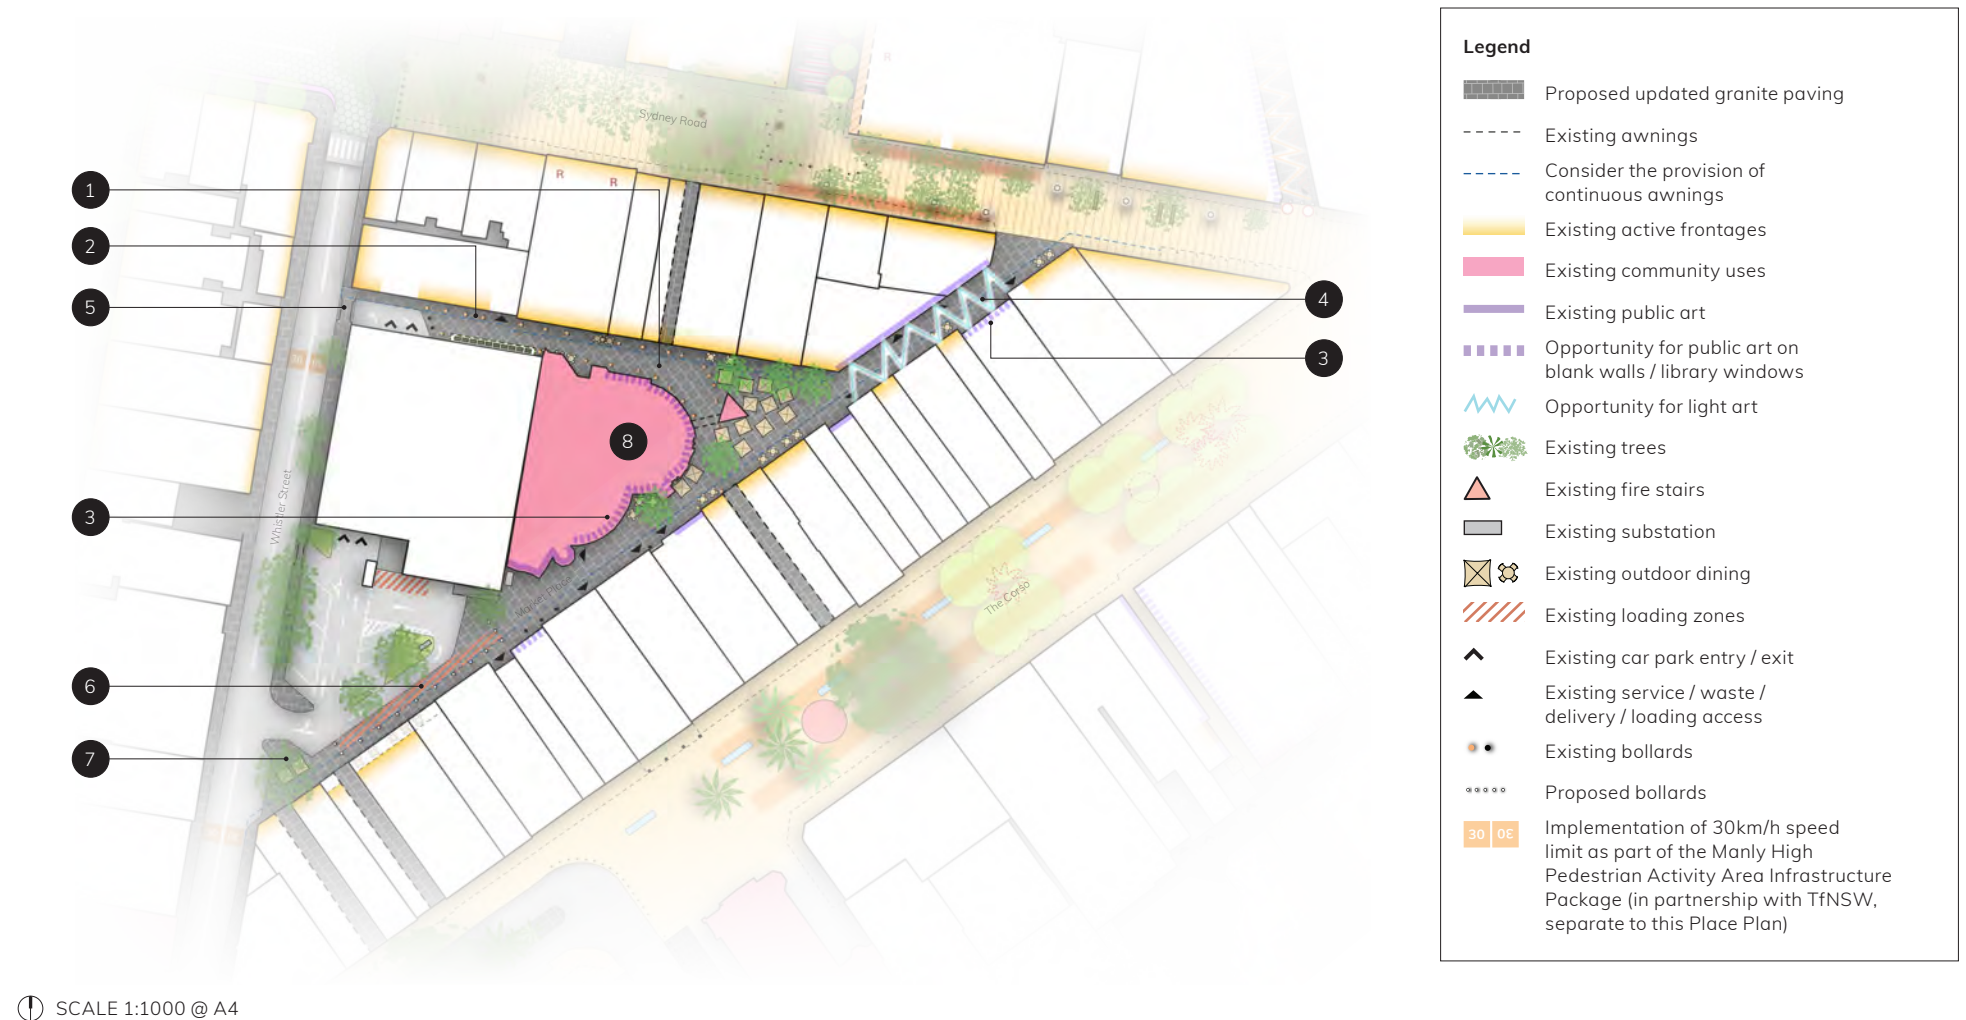 Sydney Road
R
R
R
1
2
5
4
3
8
3
Whistler Street
Market Place
The Corso
6
7
SCALE 1:1000 @ A4
Legend
Proposed updated granite paving
Existing awnings
Consider the provision of
continuous awnings
Existing active frontages
Existing community uses
Existing public art
Opportunity for public art on
blank walls / library windows
Opportunity for light art
Existing trees
Existing fire stairs
Existing substation
Existing outdoor dining
Existing loading zones
Existing car park entry / exit
Existing service / waste /
delivery / loading access
Existing bollards
Proposed bollards
30 30
Implementation of 30km/h speed
limit as part of the Manly High
Pedestrian Activity Area Infrastructure
Package (in partnership with TfNSW,
separate to this Place Plan)